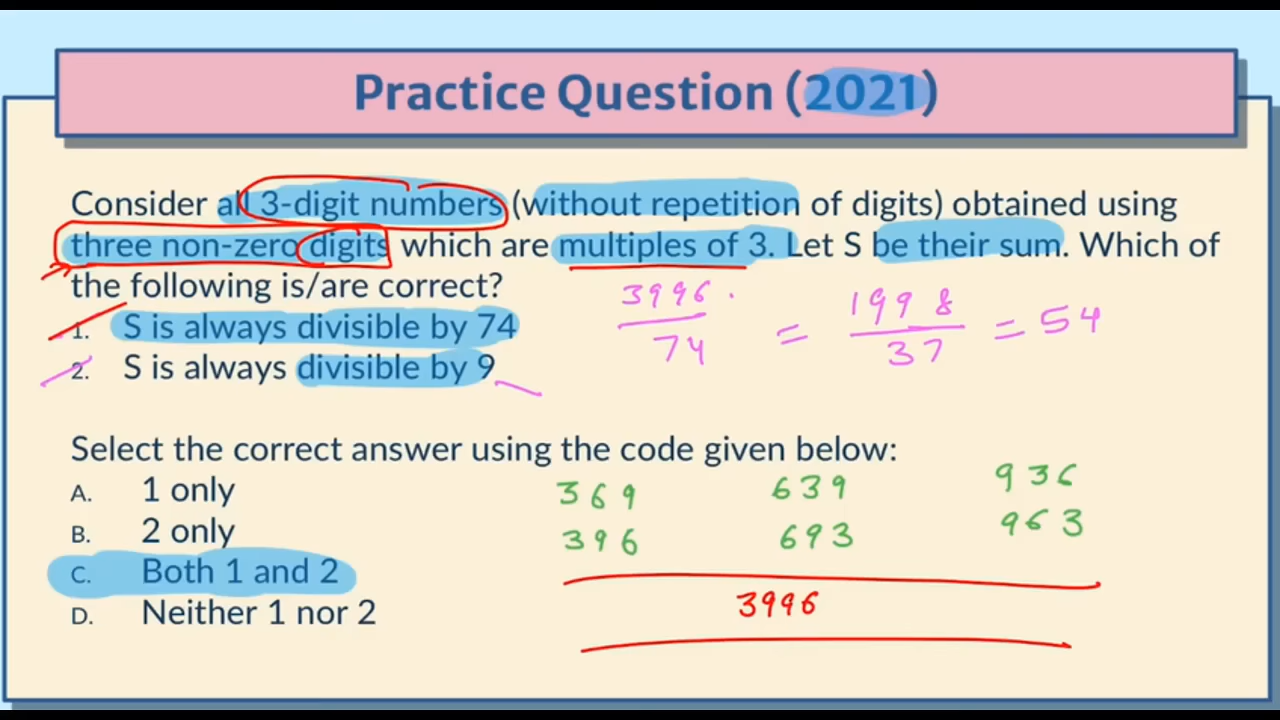 Practice Question (2021)
Consider all 3-digit numbers (without repetition of digits) obtained using
three non-zero digits which are multiples of 3. Let S be their sum. Which of
the following is/are correct?
1. S is always divisible by 74
2. S is always divisible by 9
3996 .
74
=
1998
37
= 54
Select the correct answer using the code given below:
A. 1 only
B. 2 only
C. Both 1 and 2
D. Neither 1 nor 2
369 639 936
396 693 963
3996